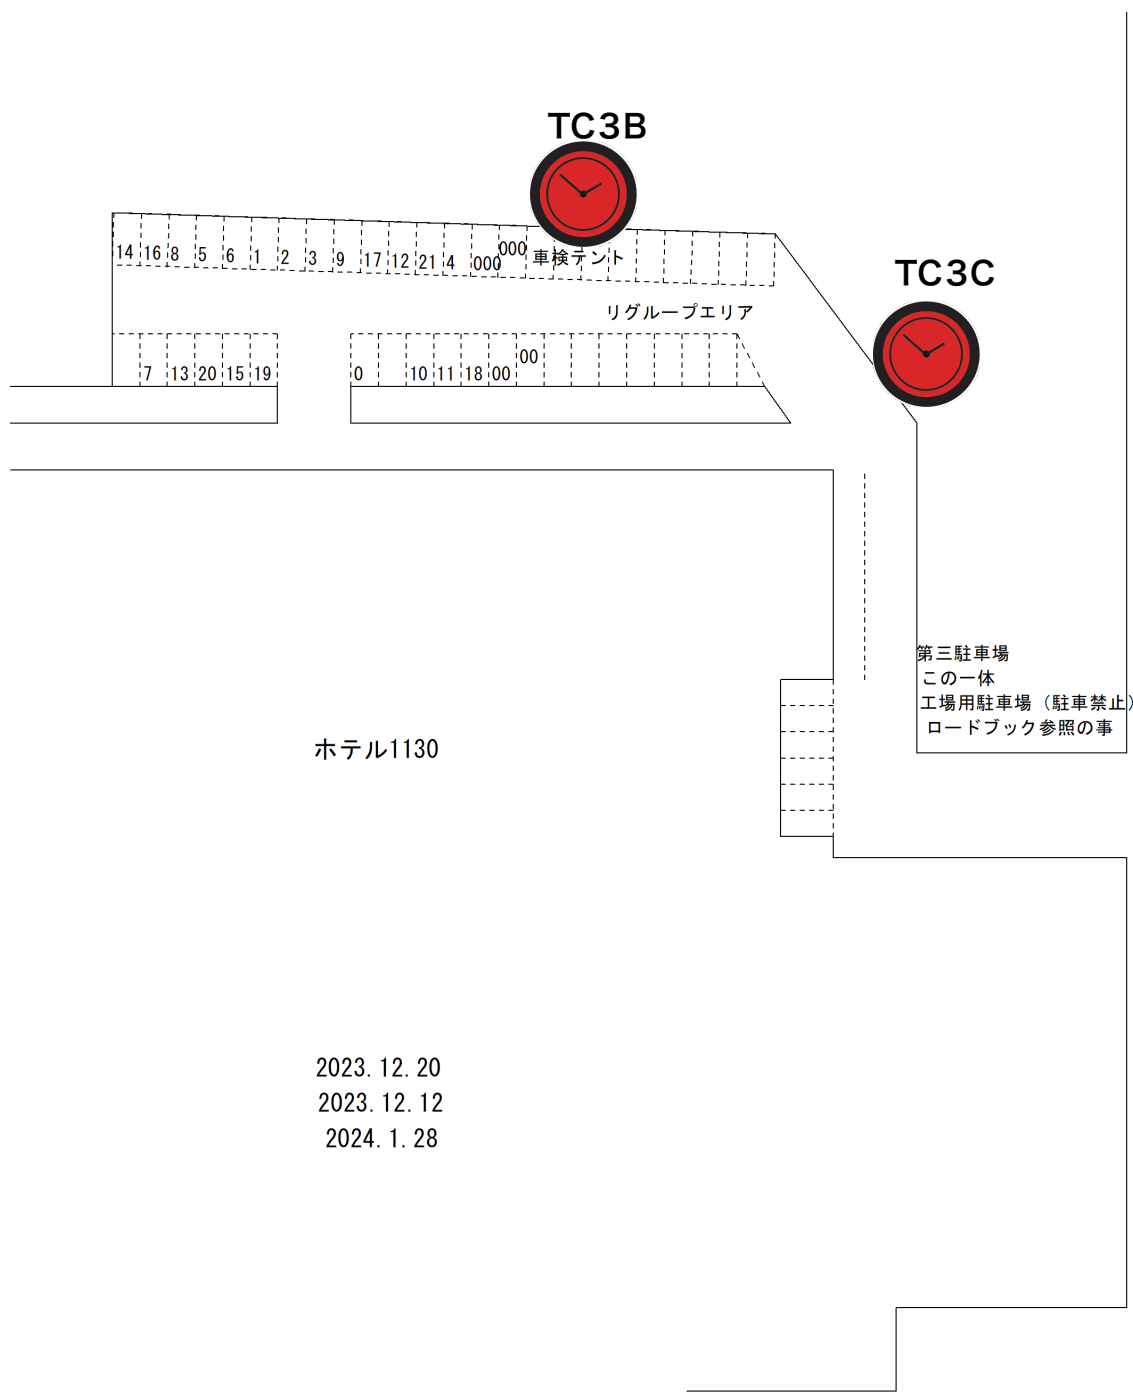 TC3B
TC3C
14 16 8 5 6 1 2 3 9 17 12 21 4 000 000 車検テント
リグループエリア
7 13 20 15 19 0 10 11 18 00 00
第三駐車場
この一体
工場用駐車場（駐車禁止）
ロードブック参照の事
ホテル1130
2023.12.20
2023.12.12
2024.1.28